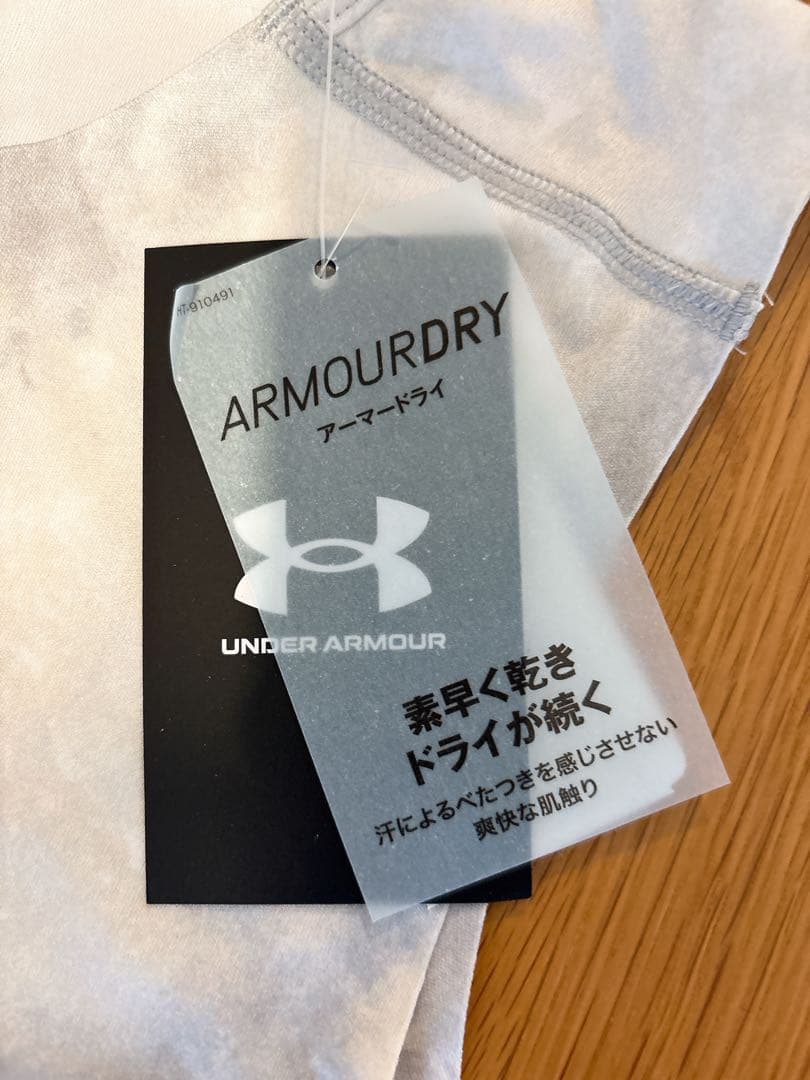 HT-910491
ARMOURDRY
アーマードライ
UNDER ARMOUR
素早く乾き
ドライが続く
汗によるべたつきを感じさせない
爽快な肌触り